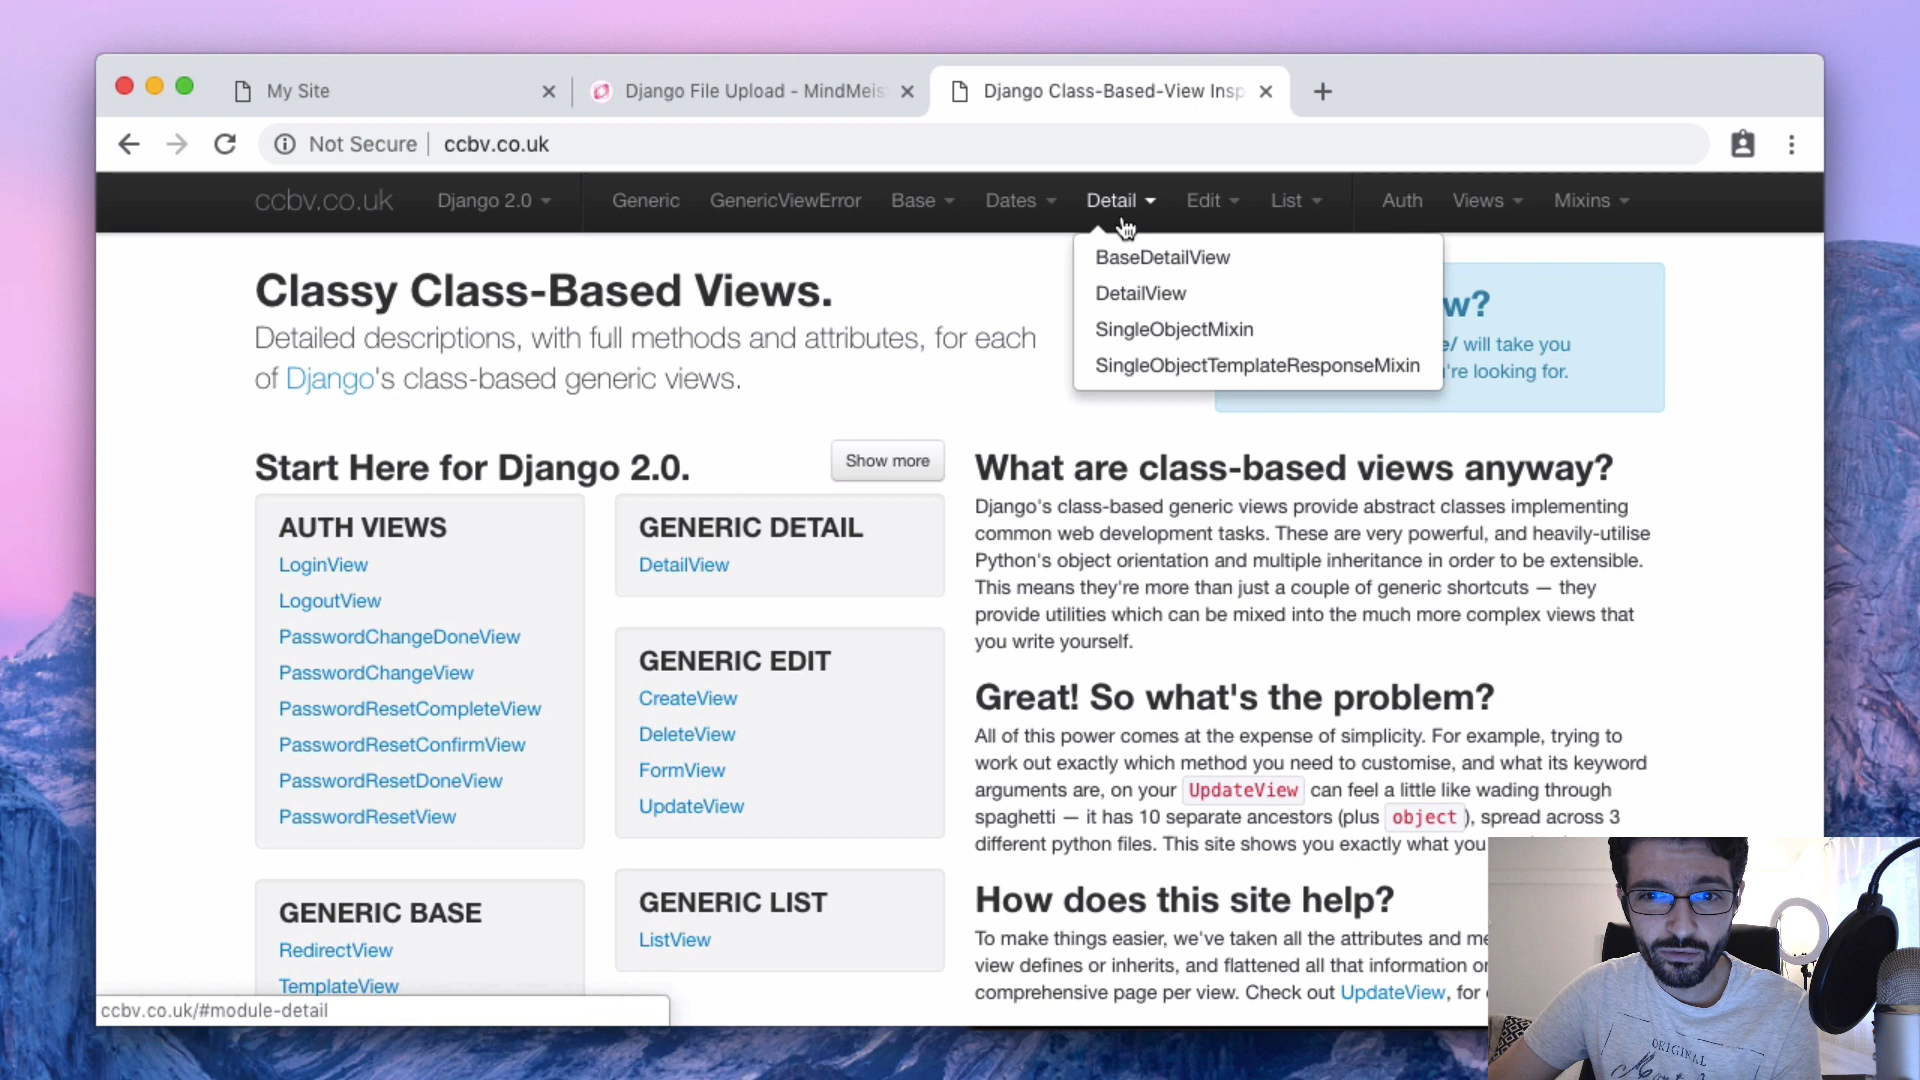 My Site
Django File Upload - MindMeis
Django Class-Based-View Insp
Not Secure
ccbv.co.uk
ccbv.co.uk
Django 2.0
Generic
GenericViewError
Base
Dates
Detail
Edit
List
Auth
Views
Mixins
BaseDetailView
DetailView
SingleObjectMixin
SingleObjectTemplateResponseMixin
Classy Class-Based Views.
Detailed descriptions, with full methods and attributes, for each
of Django's class-based generic views.
w?
e/ will take you
're looking for.
Start Here for Django 2.0.
Show more
AUTH VIEWS
LoginView
LogoutView
PasswordChangeDoneView
PasswordChangeView
PasswordResetCompleteView
PasswordResetConfirmView
PasswordResetDoneView
PasswordResetView
GENERIC BASE
RedirectView
TemplateView
GENERIC DETAIL
DetailView
GENERIC EDIT
CreateView
DeleteView
FormView
UpdateView
GENERIC LIST
ListView
What are class-based views anyway?
Django's class-based generic views provide abstract classes implementing
common web development tasks. These are very powerful, and heavily-utilise
Python's object orientation and multiple inheritance in order to be extensible.
This means they're more than just a couple of generic shortcuts — they
provide utilities which can be mixed into the much more complex views that
you write yourself.
Great! So what's the problem?
All of this power comes at the expense of simplicity. For example, trying to
work out exactly which method you need to customise, and what its keyword
arguments are, on your UpdateView can feel a little like wading through
spaghetti — it has 10 separate ancestors (plus object), spread across 3
different python files. This site shows you exactly what you
How does this site help?
To make things easier, we've taken all the attributes and me
view defines or inherits, and flattened all that information or
comprehensive page per view. Check out UpdateView, for
ccbv.co.uk/#module-detail
ORIGINAL